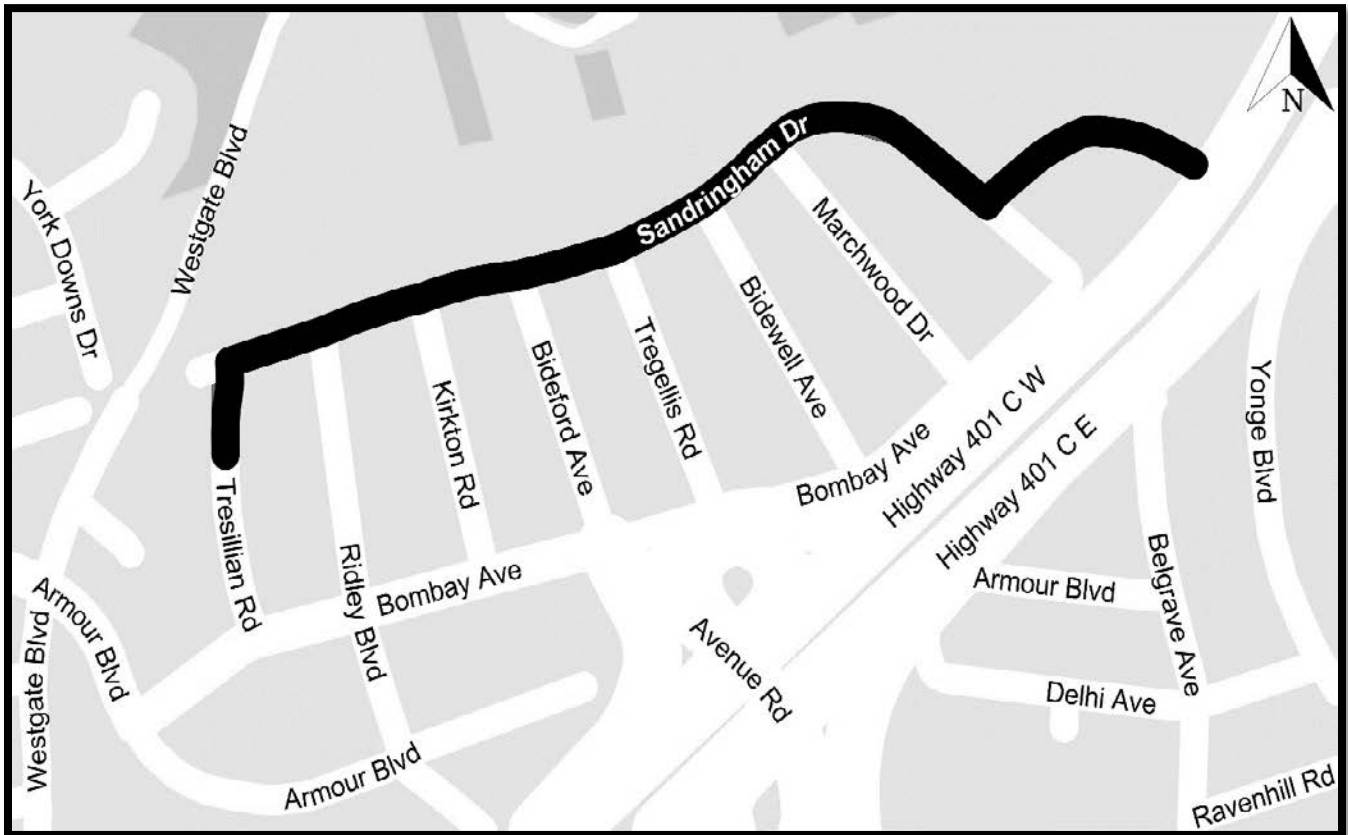 N
Sandringham Dr
Westgate Blvd
York Downs Dr
Marchwood Dr
Bidewell Ave
Tregellis Rd
Bideford Ave
Kirkton Rd
Highway 401 C W
Yonge Blvd
Bombay Ave
Highway 401 C E
Tresillian Rd
Ridley Blvd
Bombay Ave
Armour Blvd
Belgrave Ave
Armour Blvd
Westgate Blvd
Avenue Rd
Delhi Ave
Armour Blvd
Ravenhill Rd